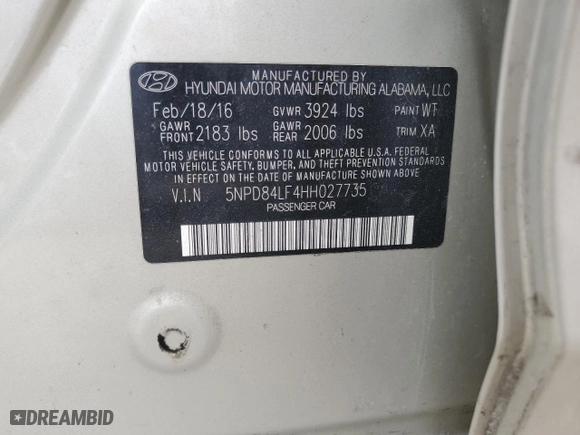 MANUFACTURED BY
HYUNDAI MOTOR MANUFACTURING ALABAMA, LLC
Feb/18/16 GVWR 3924 lbs PAINT WT
GAWR FRONT 2183 lbs GAWR REAR 2006 lbs TRIM XA
THIS VEHICLE CONFORMS TO ALL APPLICABLE U.S.A. FEDERAL
MOTOR VEHICLE SAFETY, BUMPER, AND THEFT PREVENTION STANDARDS
IN EFFECT ON THE DATE OF MANUFACTURE SHOWN ABOVE
V.I.N 5NPD84LF4HH027735
PASSENGER CAR
DREAMBID